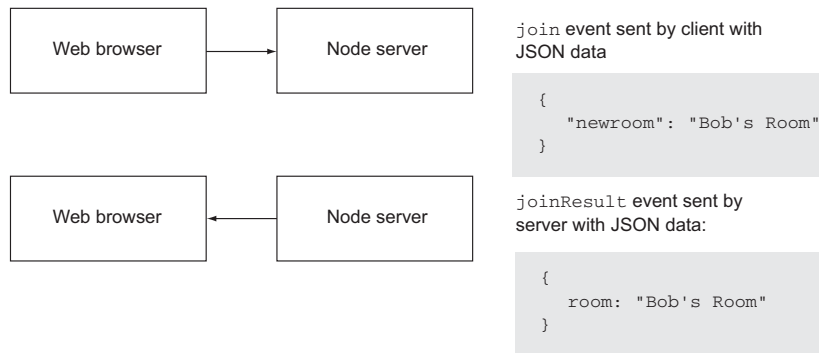 Web browser
Node server
join event sent by client with
JSON data
{
"newroom": "Bob's Room"
}
Web browser
Node server
joinResult event sent by
server with JSON data:
{
room: "Bob's Room"
}